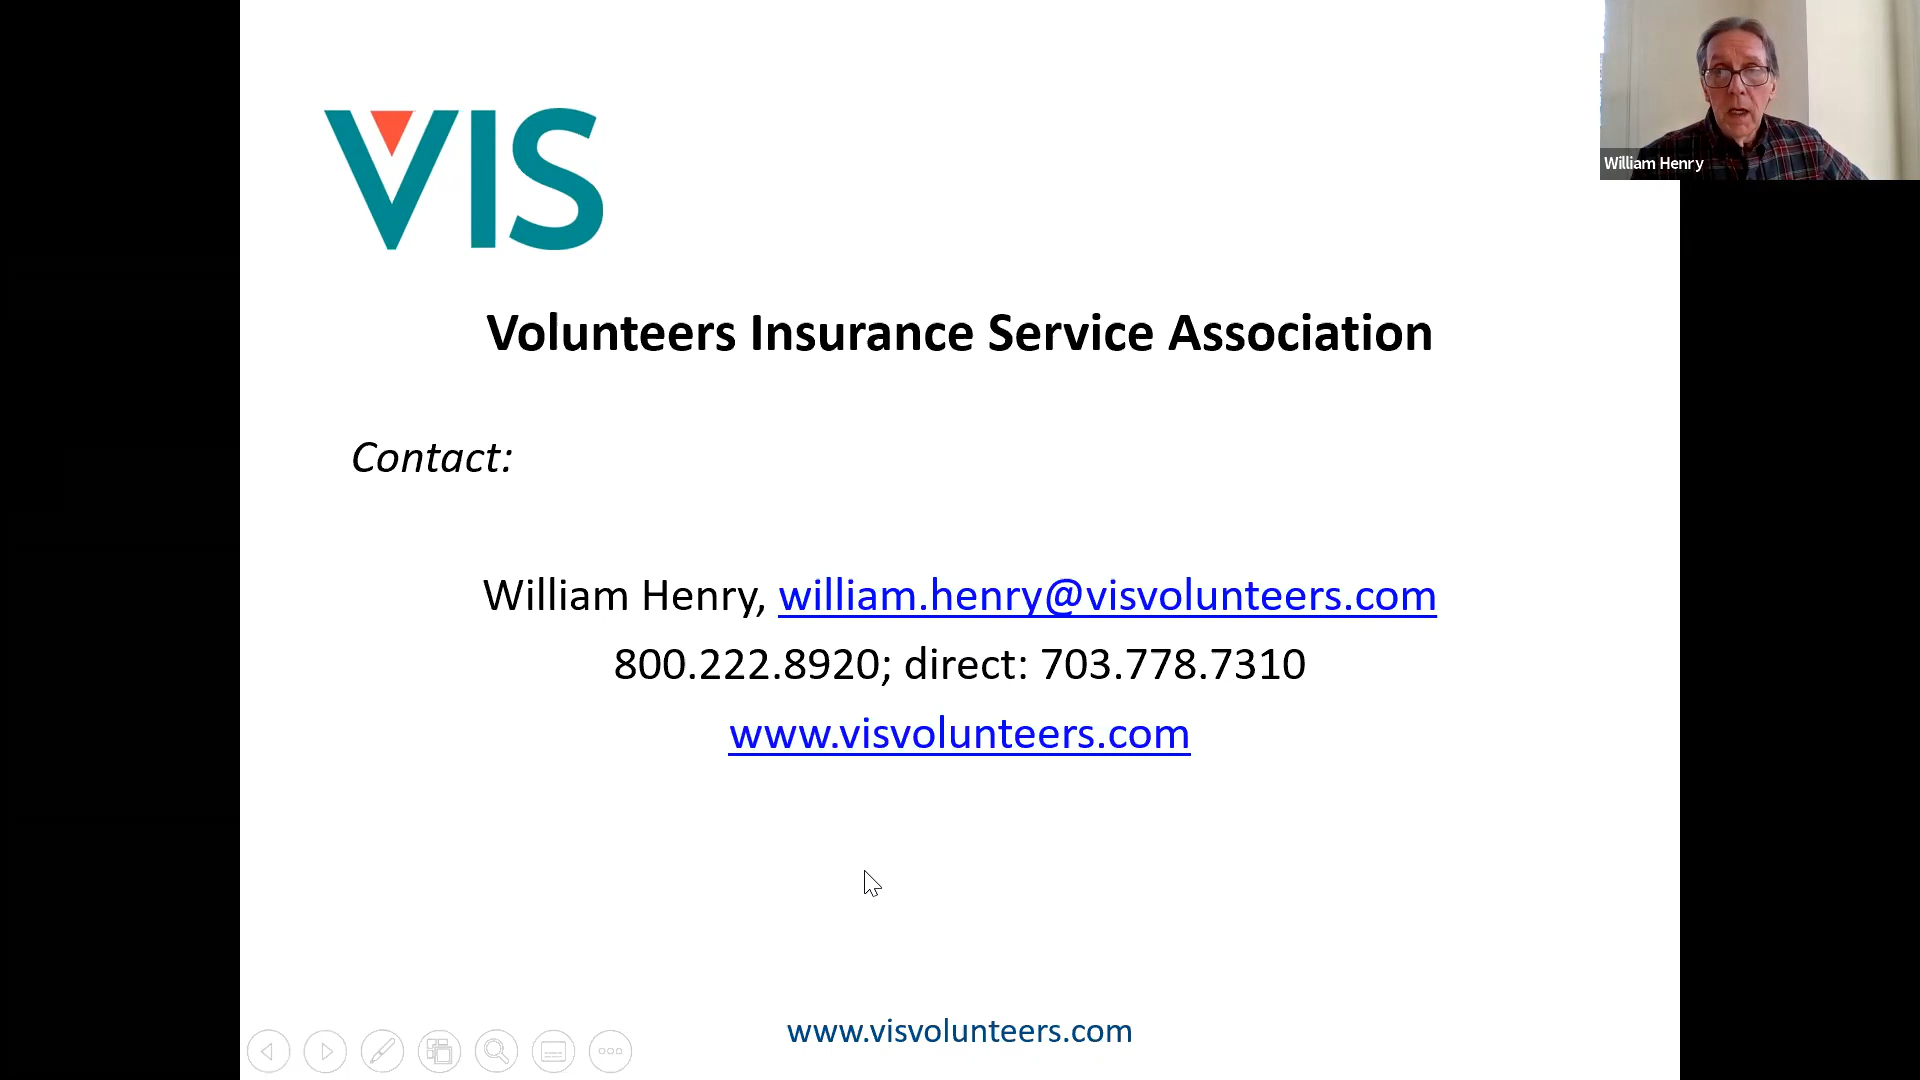 VIS
William Henry
Volunteers Insurance Service Association
Contact:
William Henry, william.henry@visvolunteers.com
800.222.8920; direct: 703.778.7310
www.visvolunteers.com
www.visvolunteers.com